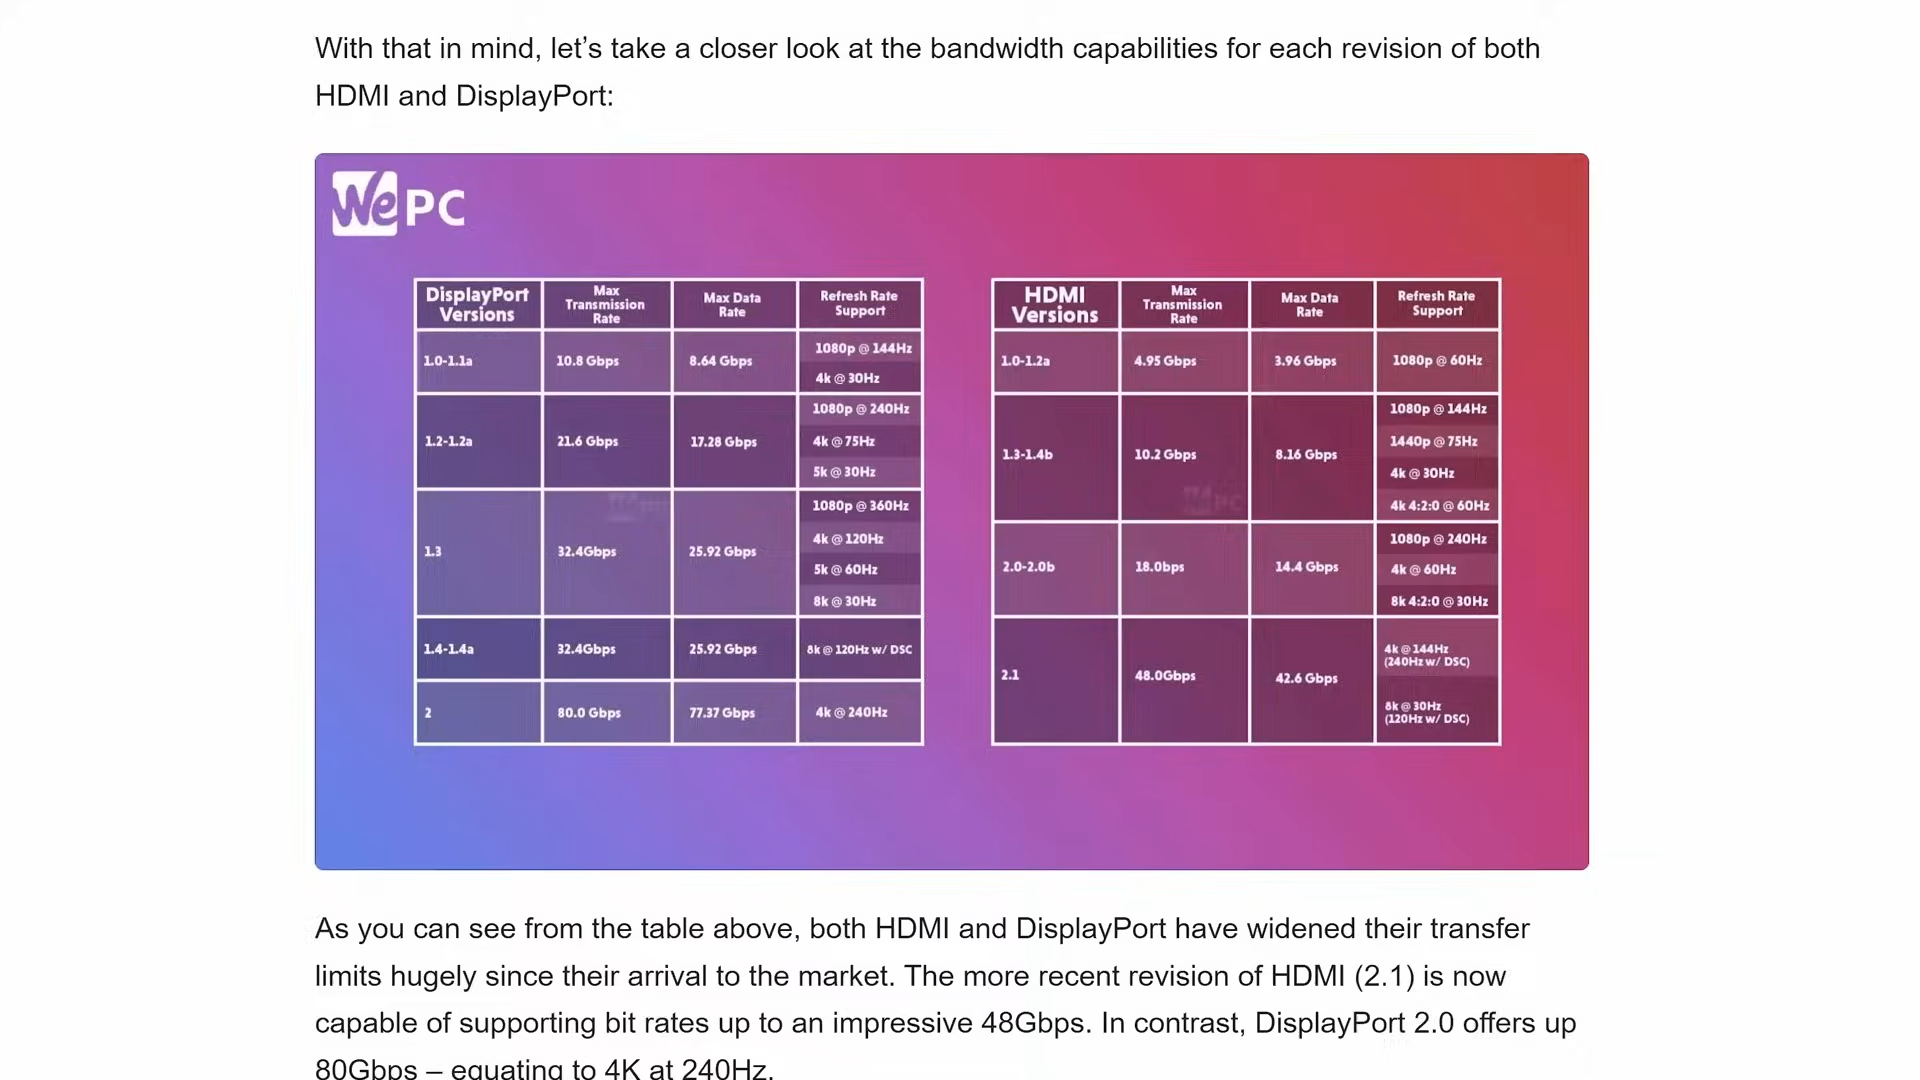 With that in mind, let’s take a closer look at the bandwidth capabilities for each revision of both
HDMI and DisplayPort:
We PC
DisplayPort
Versions
Max
Transmission
Rate
Max Data
Rate
Refresh Rate
Support
1.0-1.1a
10.8 Gbps
8.64 Gbps
1080p @ 144Hz
4k @ 30Hz
1.2-1.2a
21.6 Gbps
17.28 Gbps
1080p @ 240Hz
4k @ 75Hz
5k @ 30Hz
1.3
32.4Gbps
25.92 Gbps
1080p @ 360Hz
4k @ 120Hz
5k @ 60Hz
8k @ 30Hz
1.4-1.4a
32.4Gbps
25.92 Gbps
8k @ 120Hz w/ DSC
2
80.0 Gbps
77.37 Gbps
4k @ 240Hz
HDMI
Versions
Max
Transmission
Rate
Max Data
Rate
Refresh Rate
Support
1.0-1.2a
4.95 Gbps
3.96 Gbps
1080p @ 60Hz
1.3-1.4b
10.2 Gbps
8.16 Gbps
1080p @ 144Hz
1440p @ 75Hz
4k @ 30Hz
4k 4:2:0 @ 60Hz
2.0-2.0b
18.0bps
14.4 Gbps
1080p @ 240Hz
4k @ 60Hz
8k 4:2:0 @ 30Hz
2.1
48.0Gbps
42.6 Gbps
4k @ 144Hz
(240Hz w/ DSC)
8k @ 30Hz
(120Hz w/ DSC)
As you can see from the table above, both HDMI and DisplayPort have widened their transfer
limits hugely since their arrival to the market. The more recent revision of HDMI (2.1) is now
capable of supporting bit rates up to an impressive 48Gbps. In contrast, DisplayPort 2.0 offers up
80Gbps – equating to 4K at 240Hz.